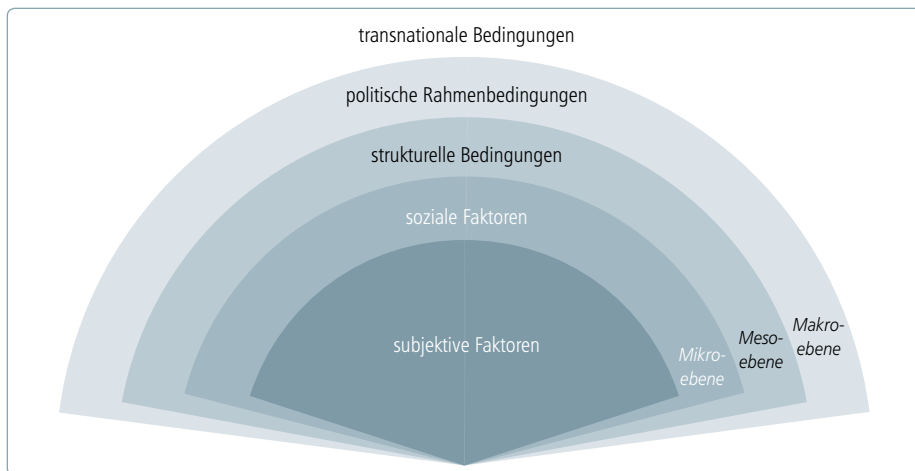 transnationale Bedingungen
politische Rahmenbedingungen
strukturelle Bedingungen
soziale Faktoren
subjektive Faktoren
Mikro-
ebene
Meso-
ebene
Makro-
ebene